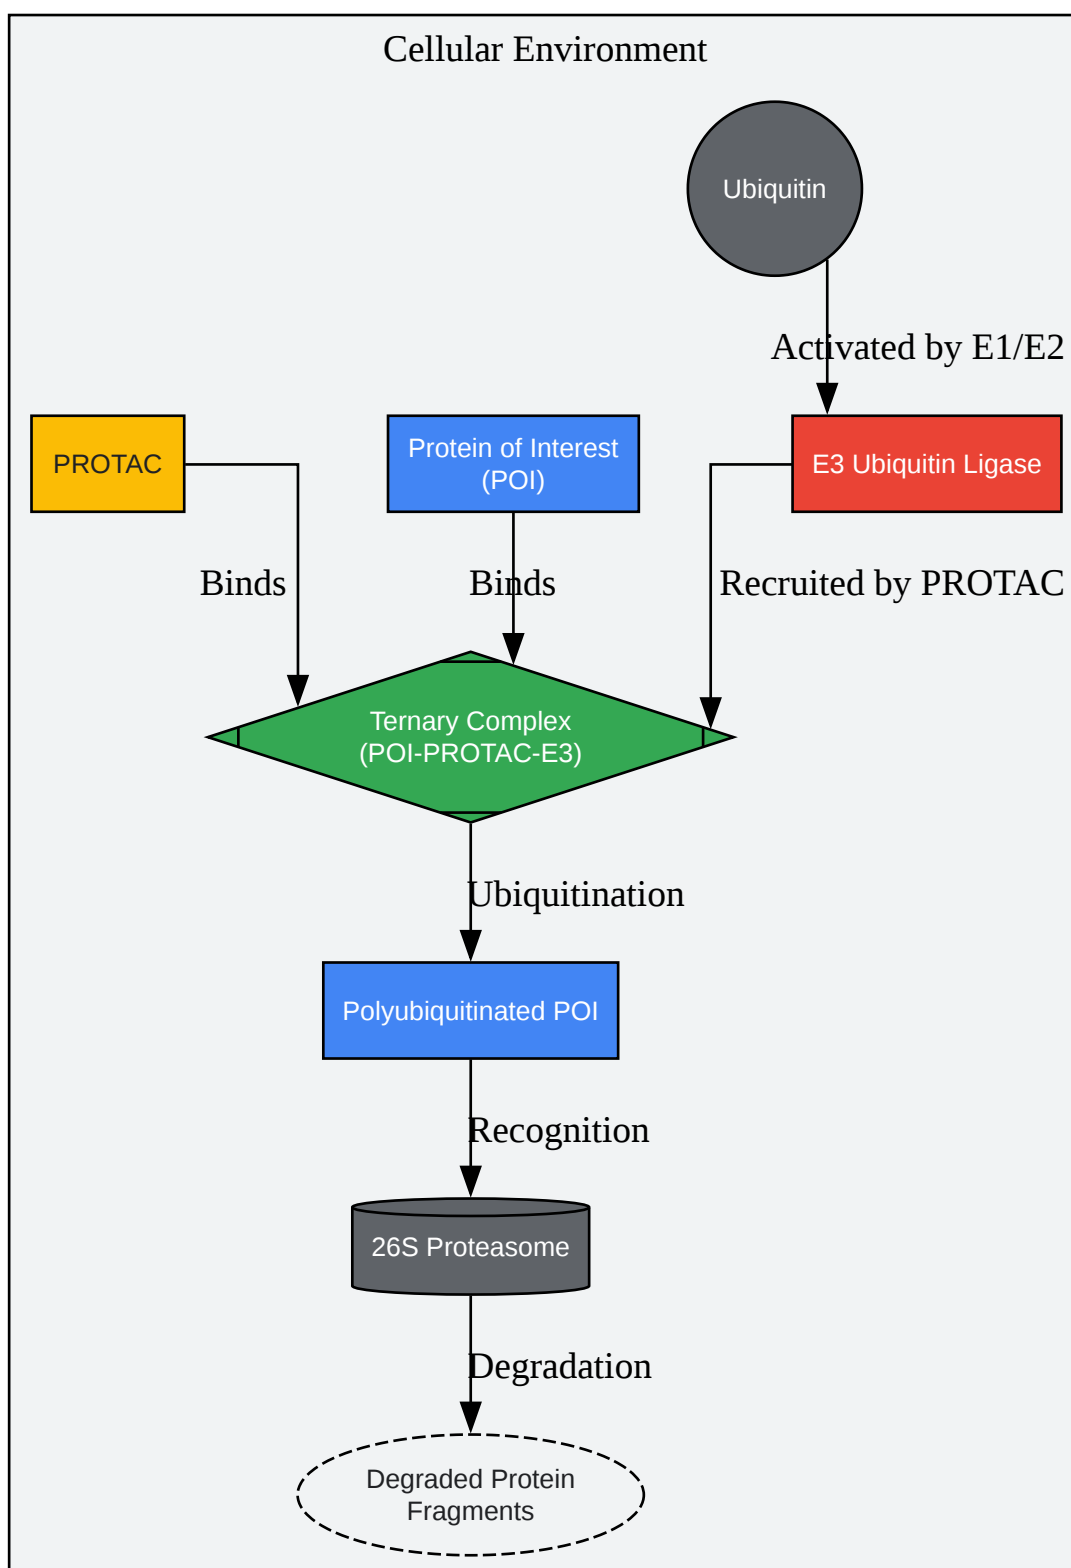 Cellular Environment
Ubiquitin
Activated by E1/E2
PROTAC
Protein of Interest
(POI)
E3 Ubiquitin Ligase
Binds
Binds
Recruited by PROTAC
Ternary Complex
(POI-PROTAC-E3)
Ubiquitination
Polyubiquitinated POI
Recognition
26S Proteasome
Degradation
Degraded Protein
Fragments